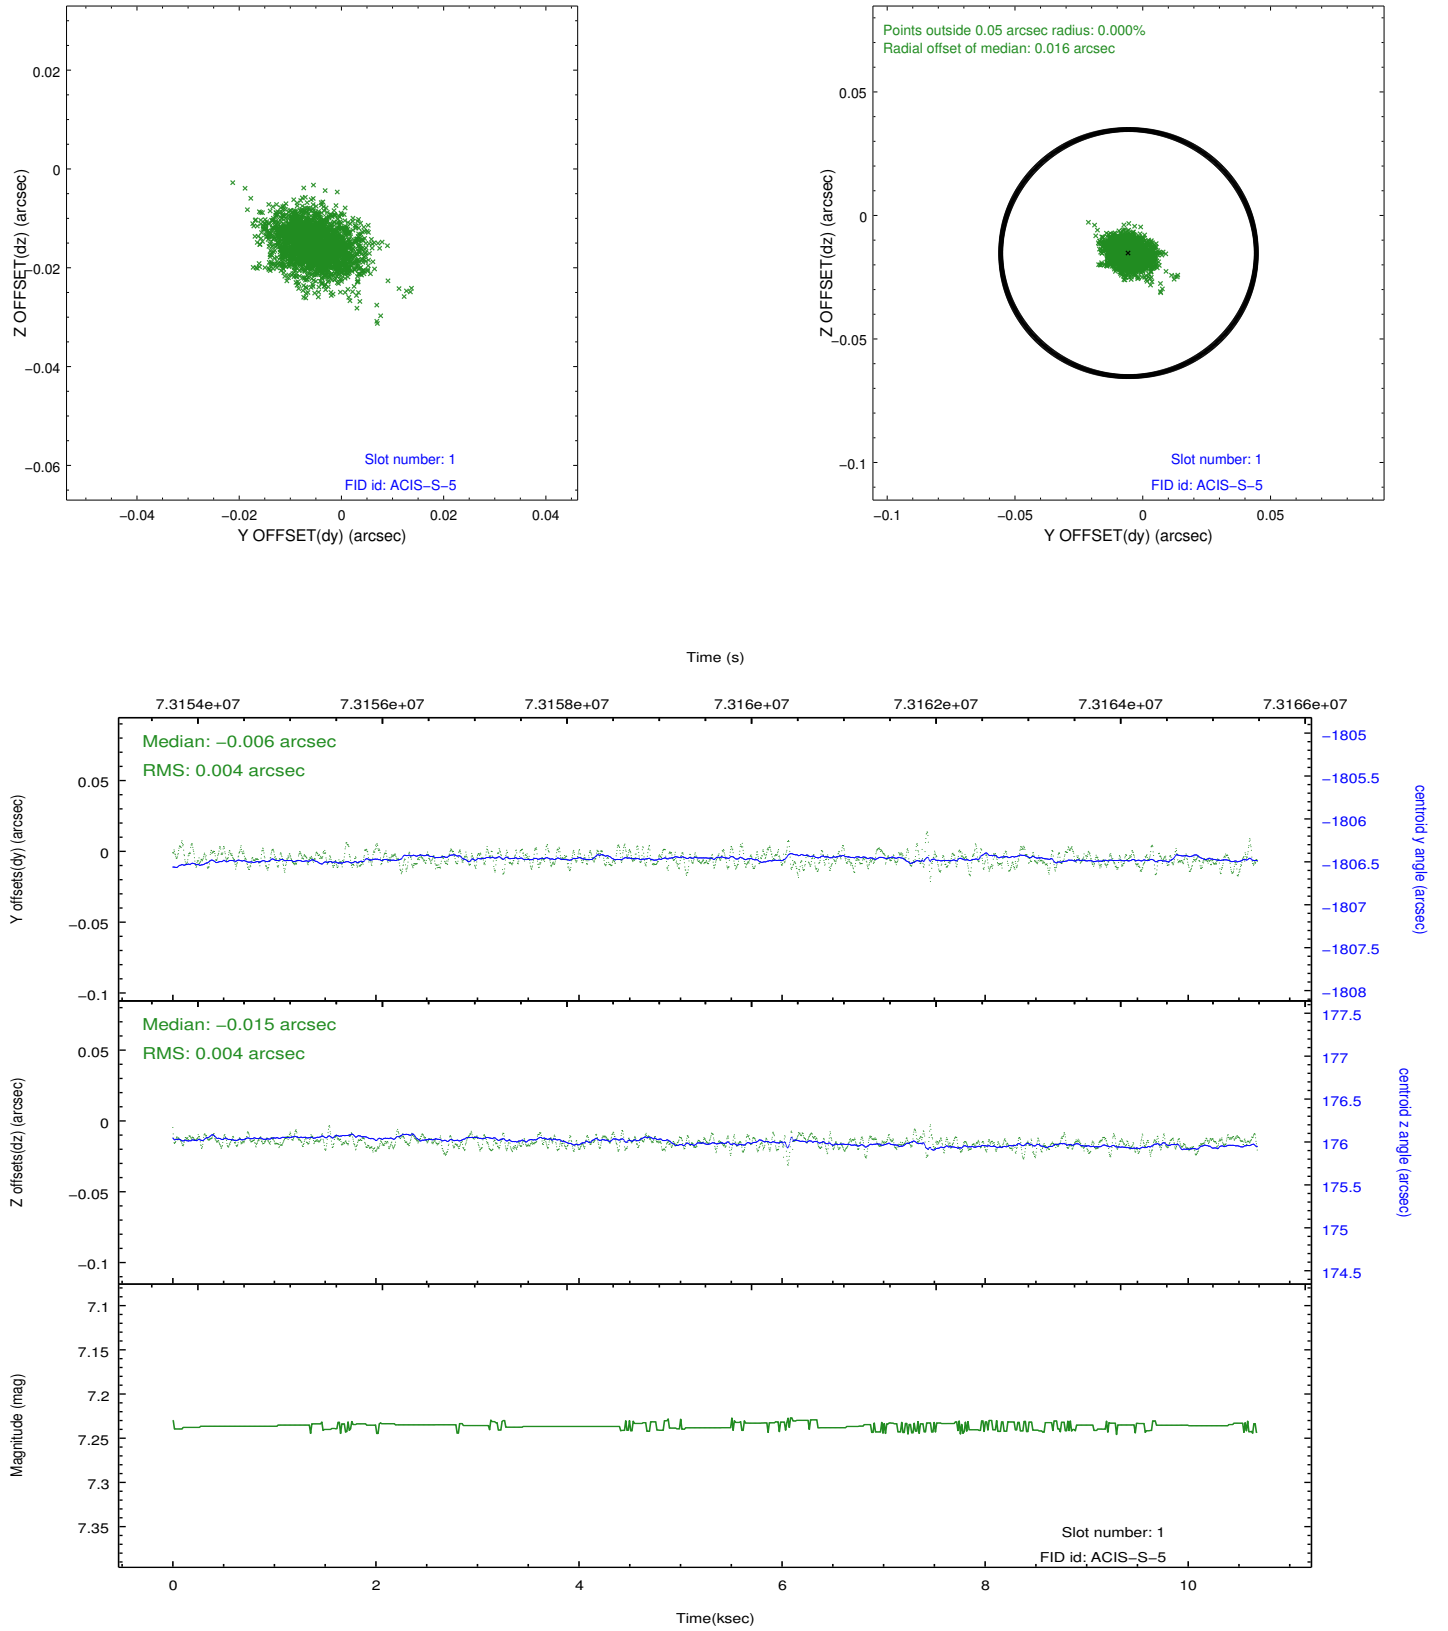 0.02
0
−0.02
−0.04
−0.06
Z OFFSET(dz) (arcsec)
Slot number: 1
FID id: ACIS−S−5
−0.04
−0.02
0
0.02
0.04
Y OFFSET(dy) (arcsec)
Points outside 0.05 arcsec radius: 0.000%
Radial offset of median: 0.016 arcsec
0.05
0
−0.05
−0.1
Z OFFSET(dz) (arcsec)
Slot number: 1
FID id: ACIS−S−5
−0.1
−0.05
0
0.05
Y OFFSET(dy) (arcsec)
Time (s)
7.3154e+07
7.3156e+07
7.3158e+07
7.316e+07
7.3162e+07
7.3164e+07
7.3166e+07
Median: −0.006 arcsec
RMS: 0.004 arcsec
0.05
0
−0.05
−0.1
Y offsets(dy) (arcsec)
−1805
−1805.5
−1806
−1806.5
−1807
−1807.5
−1808
centroid y angle (arcsec)
Median: −0.015 arcsec
RMS: 0.004 arcsec
0.05
0
−0.05
−0.1
Z offsets(dz) (arcsec)
177.5
177
176.5
176
175.5
175
174.5
centroid z angle (arcsec)
7.1
7.15
7.2
7.25
7.3
7.35
Magnitude (mag)
Slot number: 1
FID id: ACIS−S−5
0
2
4
6
8
10
Time(ksec)